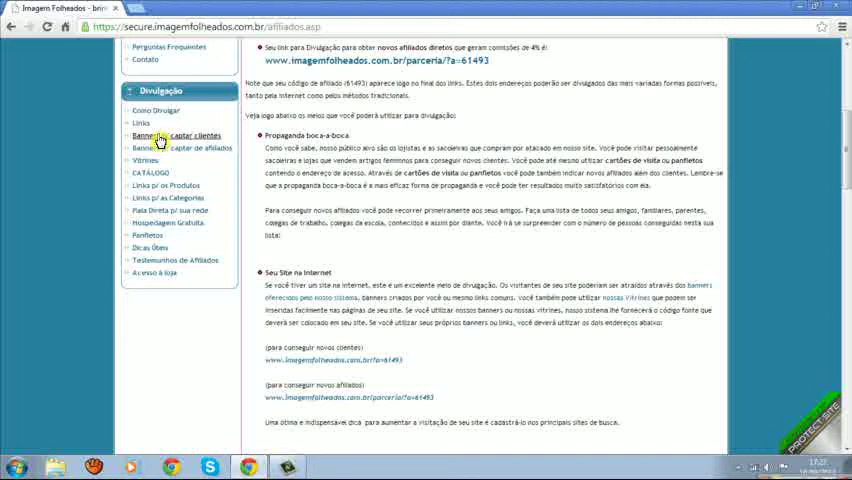 Imagem Folheados - brin
https://secure.imagemfolheados.com.br/afiliados.asp
Perguntas Frequentes
Contato
Divulgação
Como Divulgar
Links
Banners captar clientes
Banners captar de afiliados
Vitrines
CATÁLOGO
Links p/ os Produtos
Links p/ as Categorias
Mala Direta p/ sua rede
Hospedagem Gratuita
Panfletos
Dicas Úteis
Testemunhos de Afiliados
Acesso à loja
Seu link para Divulgação para obter novos afiliados diretos que geram comissões de 4% é:
www.imagemfolheados.com.br/parceria/?a=61493
Note que seu código de afiliado (61493) aparece logo no final dos links. Estes dois endereços poderão ser divulgados das mais variadas formas possíveis,
tanto pela Internet como pelos métodos tradicionais.
Veja logo abaixo os meios que você poderá utilizar para divulgação:
Propaganda boca-a-boca
Como você sabe, nosso público alvo são os lojistas e as sacoleiras que compram por atacado em nosso site. Você pode visitar pessoalmente
sacoleiras e lojas que vendem artigos femininos para conseguir novos clientes. Você pode até mesmo utilizar cartões de visita ou panfletos
contendo o endereço de acesso. Através de cartões de visita ou panfletos você pode também indicar novos afiliados além dos clientes. Lembre-se
que a propaganda boca-a-boca é a mais eficaz forma de propaganda e você pode ter resultados muito satisfatórios com ela.
Para conseguir novos afiliados você pode recorrer primeiramente aos seus amigos. Faça uma lista de todos seus amigos, familiares, parentes,
colegas de trabalho, colegas da escola, conhecidos e assim por diante. Você irá se surpreender com o número de pessoas conseguidas nesta sua
lista!
Seu Site na Internet
Se você tiver um site na Internet, este é um excelente meio de divulgação. Os visitantes de seu site poderiam ser atraídos através dos banners
oferecidos pelo nosso sistema, banners criados por você ou mesmo links comuns. Você também pode utilizar nossas Vitrines que podem ser
inseridas facilmente nas páginas de seu site. Se você utilizar nossos banners ou nossas vitrines, nosso sistema lhe fornecerá o código fonte que
deverá ser colocado em seu site. Se você utilizar seus próprios banners ou links, você deverá utilizar os dois endereços abaixo:
(para conseguir novos clientes)
www.imagemfolheados.com.br/?a=61493
(para conseguir novos afiliados)
www.imagemfolheados.com.br/parceria/?a=61493
Uma ótima e indispensável dica para aumentar a visitação de seu site é cadastrá-lo nos principais sites de busca.
PROTECT SITE
17:27